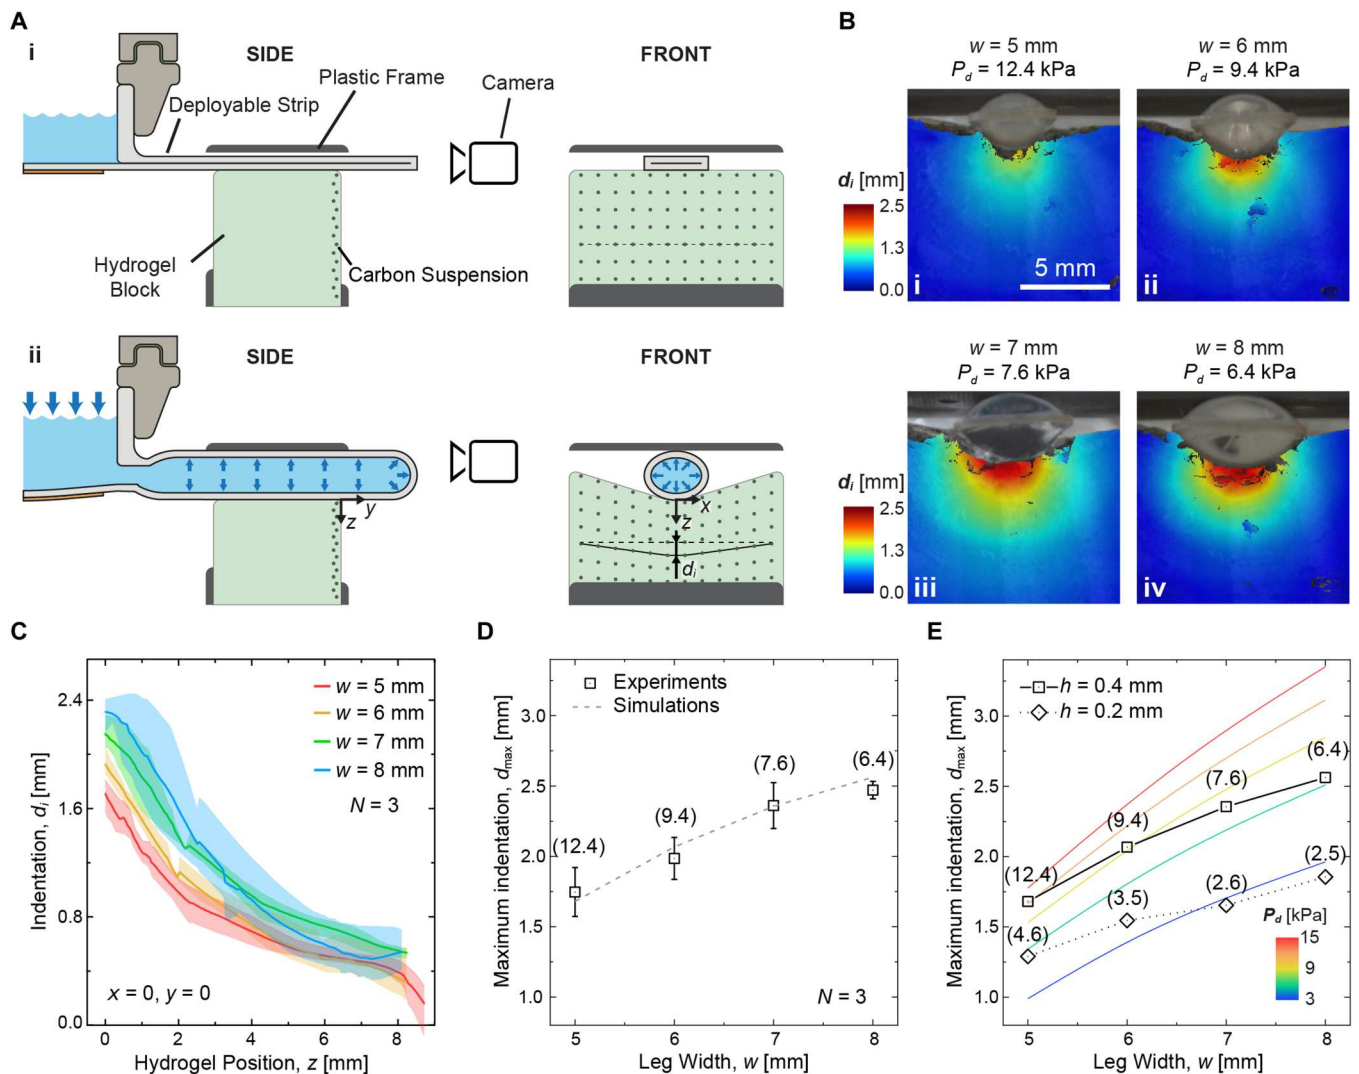 A
i
SIDE
FRONT
Plastic Frame
Camera
Deployable Strip
Hydrogel
Block
Carbon Suspension
ii
SIDE
FRONT
y
z
x
z
d_i
B
w = 5 mm
P_d = 12.4 kPa
w = 6 mm
P_d = 9.4 kPa
d_i [mm]
2.5
1.3
0.0
5 mm
i
ii
w = 7 mm
P_d = 7.6 kPa
w = 8 mm
P_d = 6.4 kPa
d_i [mm]
2.5
1.3
0.0
iii
iv
C
Indentation, d_i [mm]
2.4
1.6
0.8
0.0
w = 5 mm
w = 6 mm
w = 7 mm
w = 8 mm
N = 3
x = 0, y = 0
0 2 4 6 8
Hydrogel Position, z [mm]
D
Maximum indentation, d_max [mm]
3.0
2.5
2.0
1.5
1.0
Experiments
Simulations
(12.4)
(9.4)
(7.6)
(6.4)
N = 3
5 6 7 8
Leg Width, w [mm]
E
Maximum indentation, d_max [mm]
3.0
2.5
2.0
1.5
1.0
h = 0.4 mm
h = 0.2 mm
(12.4)
(9.4)
(7.6)
(6.4)
(4.6)
(3.5)
(2.6)
(2.5)
P_d [kPa]
15
9
3
5 6 7 8
Leg Width, w [mm]